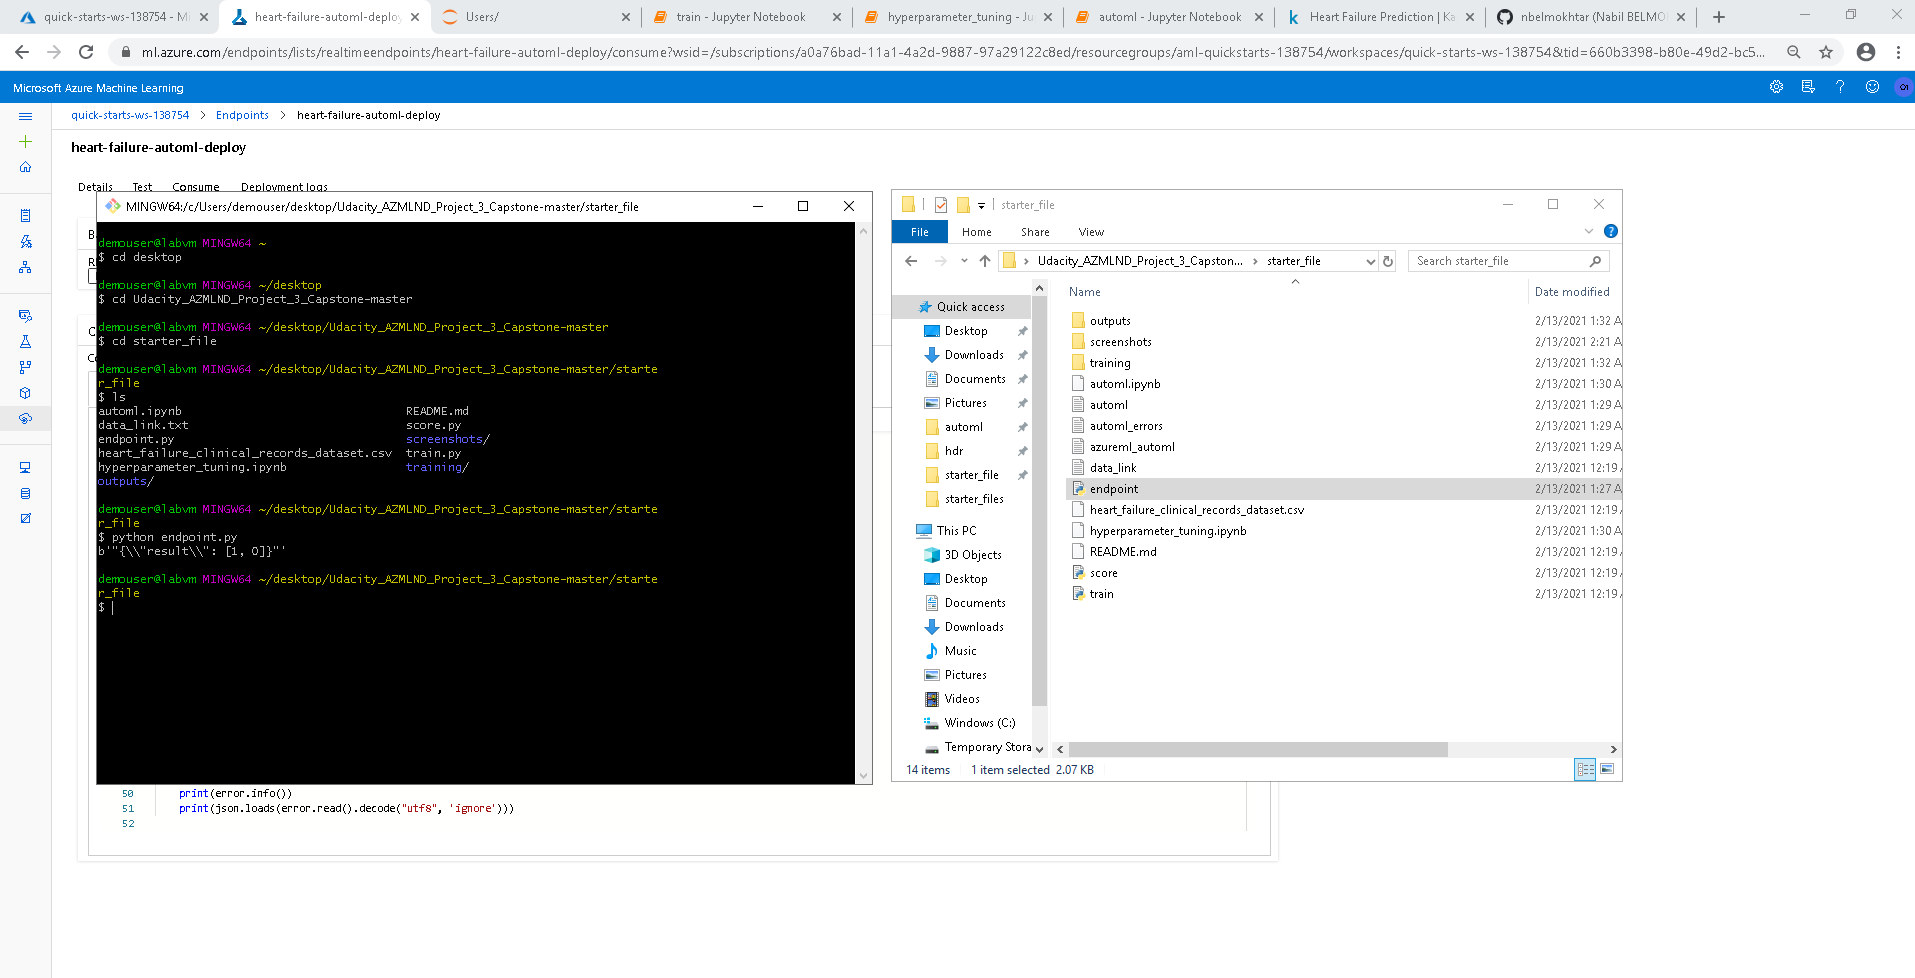 quick-starts-ws-138754 - Mi
heart-failure-automl-deploy
Users/
train - Jupyter Notebook
hyperparameter_tuning - Ju
automl - Jupyter Notebook
Heart Failure Prediction | Ka
nbelmokhtar (Nabil BELMO
ml.azure.com/endpoints/lists/realtimeendpoints/heart-failure-automl-deploy/consume?wsid=/subscriptions/a0a76bad-11a1-4a2d-9887-97a29122c8ed/resourcegroups/aml-quickstarts-138754/workspaces/quick-starts-ws-138754&tid=660b3398-b80e-49d2-bc5...
Microsoft Azure Machine Learning
quick-starts-ws-138754 > Endpoints > heart-failure-automl-deploy
heart-failure-automl-deploy
Details Test Consume Deployment logs
MINGW64:/c/Users/demouser/desktop/Udacity_AZMLND_Project_3_Capstone-master/starter_file
demouser@labvm MINGW64 ~
$ cd desktop
demouser@labvm MINGW64 ~/desktop
$ cd Udacity_AZMLND_Project_3_Capstone-master
demouser@labvm MINGW64 ~/desktop/Udacity_AZMLND_Project_3_Capstone-master
$ cd starter_file
demouser@labvm MINGW64 ~/desktop/Udacity_AZMLND_Project_3_Capstone-master/starte
r_file
$ ls
automl.ipynb README.md
data_link.txt score.py
endpoint.py screenshots/
heart_failure_clinical_records_dataset.csv train.py
hyperparameter_tuning.ipynb training/
outputs/
demouser@labvm MINGW64 ~/desktop/Udacity_AZMLND_Project_3_Capstone-master/starte
r_file
$ python endpoint.py
b'"{\\"result\\": [1, 0]}"'
demouser@labvm MINGW64 ~/desktop/Udacity_AZMLND_Project_3_Capstone-master/starte
r_file
$
50 print(error.info())
51 print(json.loads(error.read().decode("utf8", 'ignore')))
52
starter_file
File Home Share View
Udacity_AZMLND_Project_3_Capston... > starter_file
Search starter_file
Quick access
Desktop
Downloads
Documents
Pictures
automl
hdr
starter_file
starter_files
This PC
3D Objects
Desktop
Documents
Downloads
Music
Pictures
Videos
Windows (C:)
Temporary Stora
Name Date modified
outputs 2/13/2021 1:32 A
screenshots 2/13/2021 2:21 A
training 2/13/2021 1:32 A
automl.ipynb 2/13/2021 1:30 A
automl 2/13/2021 1:29 A
automl_errors 2/13/2021 1:29 A
azureml_automl 2/13/2021 1:29 A
data_link 2/13/2021 12:19
endpoint 2/13/2021 1:27 A
heart_failure_clinical_records_dataset.csv 2/13/2021 12:19
hyperparameter_tuning.ipynb 2/13/2021 1:30 A
README.md 2/13/2021 12:19
score 2/13/2021 12:19
train 2/13/2021 12:19
14 items 1 item selected 2.07 KB